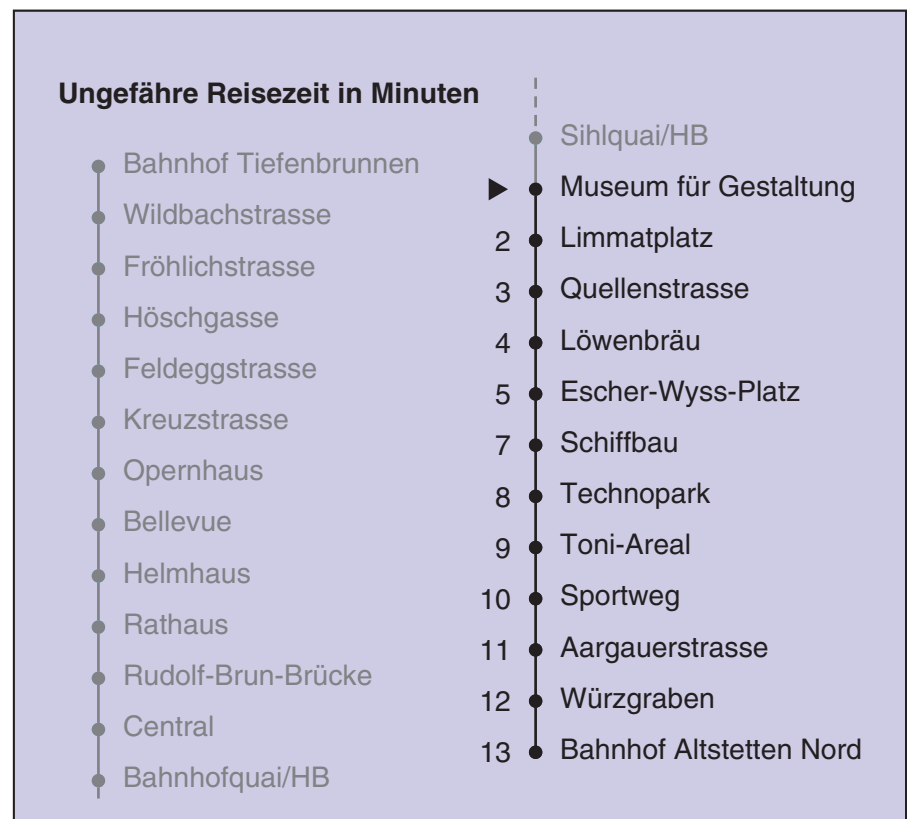 Ungefähre Reisezeit in Minuten
Bahnhof Tiefenbrunnen
Wildbachstrasse
Fröhlichstrasse
Höschgasse
Feldeggstrasse
Kreuzstrasse
Opernhaus
Bellevue
Helmhaus
Rathaus
Rudolf-Brun-Brücke
Central
Bahnhofquai/HB
Sihlquai/HB
Museum für Gestaltung
2 Limmatplatz
3 Quellenstrasse
4 Löwenbräu
5 Escher-Wyss-Platz
7 Schiffbau
8 Technopark
9 Toni-Areal
10 Sportweg
11 Aargauerstrasse
12 Würzgraben
13 Bahnhof Altstetten Nord